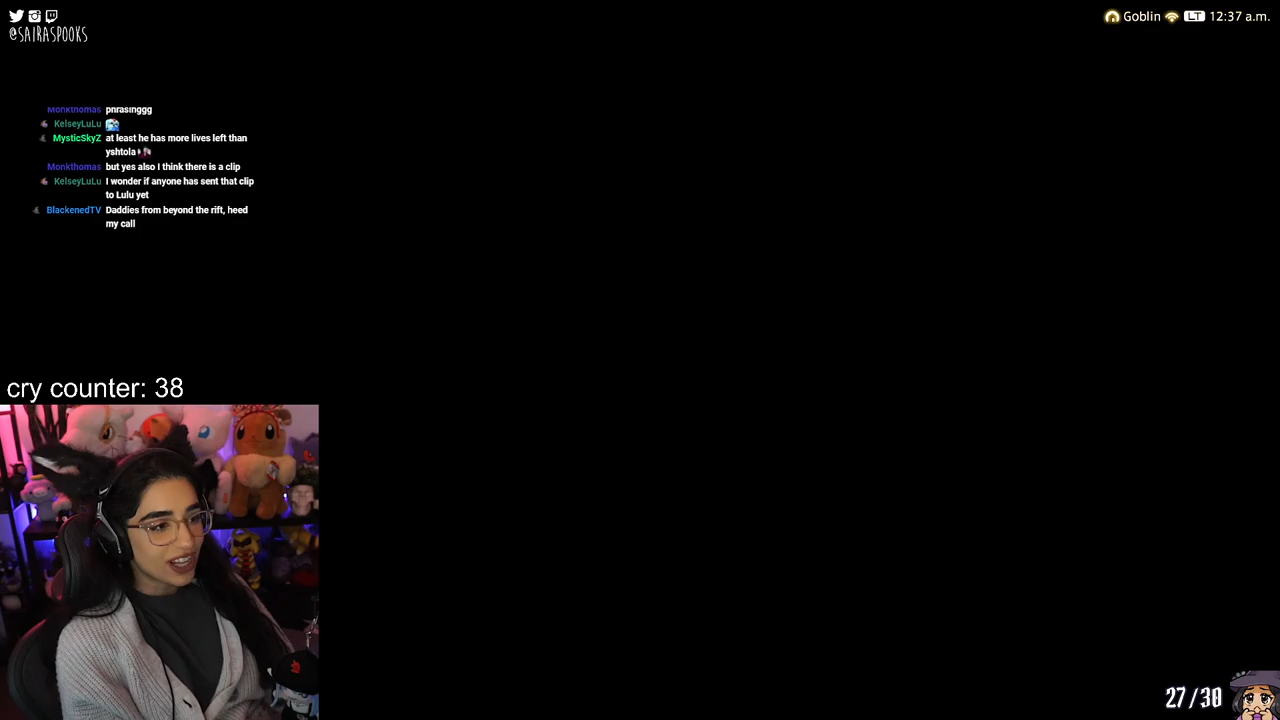 @SAIRASPOOKS
Goblin LT 12:37 a.m.
Monkthomas phrasinggg
KelseyLuLu
MysticSkyZ at least he has more lives left than
yshtola
Monkthomas but yes also I think there is a clip
KelseyLuLu I wonder if anyone has sent that clip
to Lulu yet
BlackenedTV Daddies from beyond the rift, heed
my call
cry counter: 38
27/30